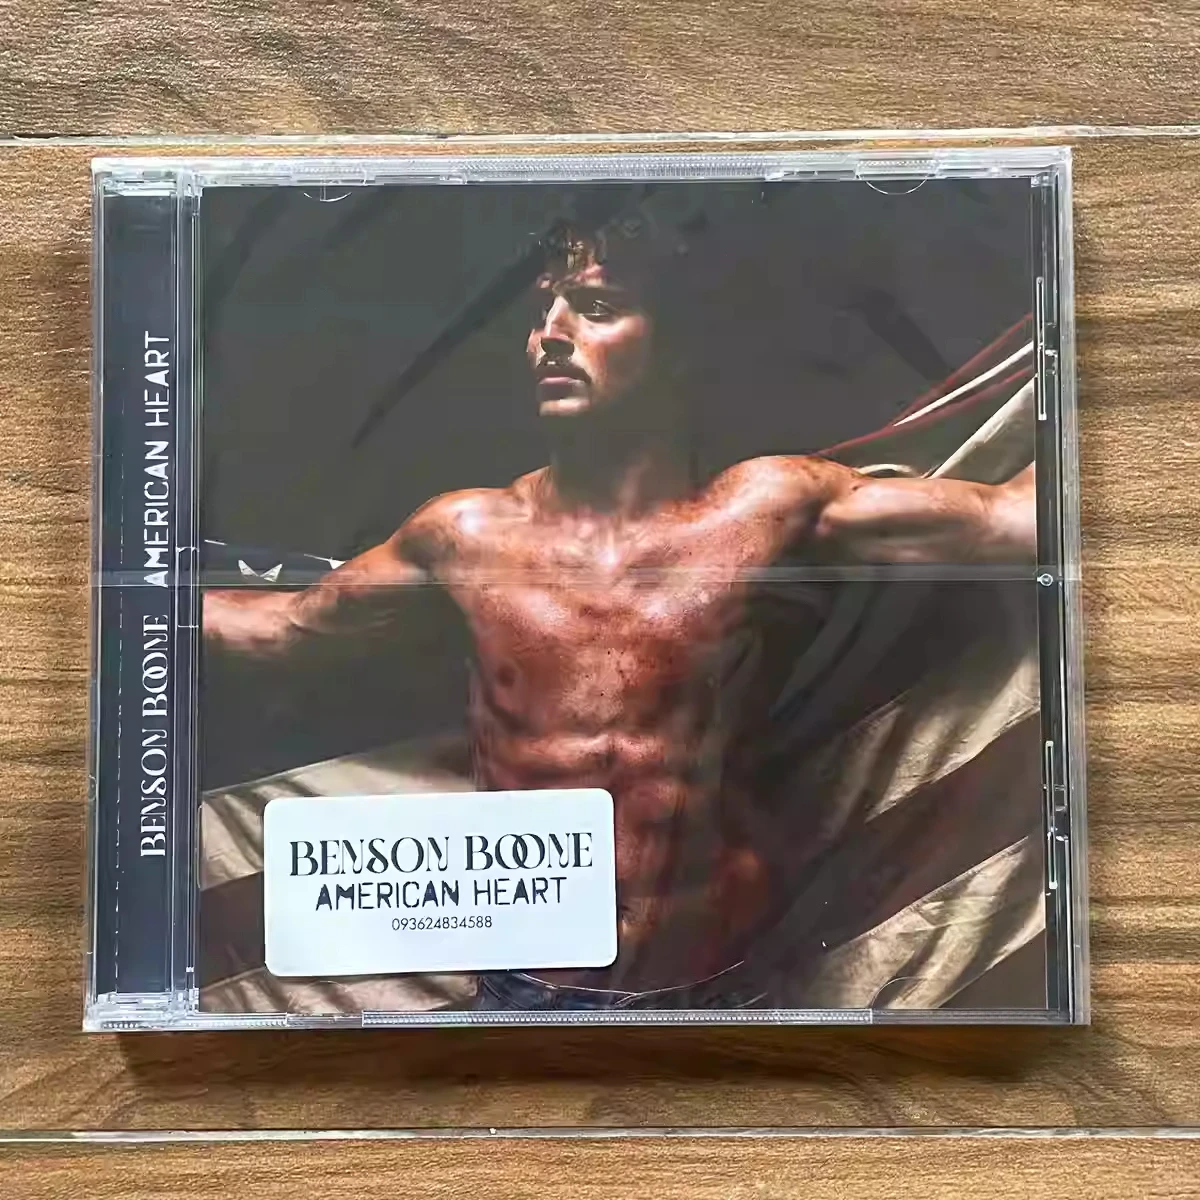 BENSON BOONE AMERICAN HEART
BENSON BOONE
AMERICAN HEART
093624834588